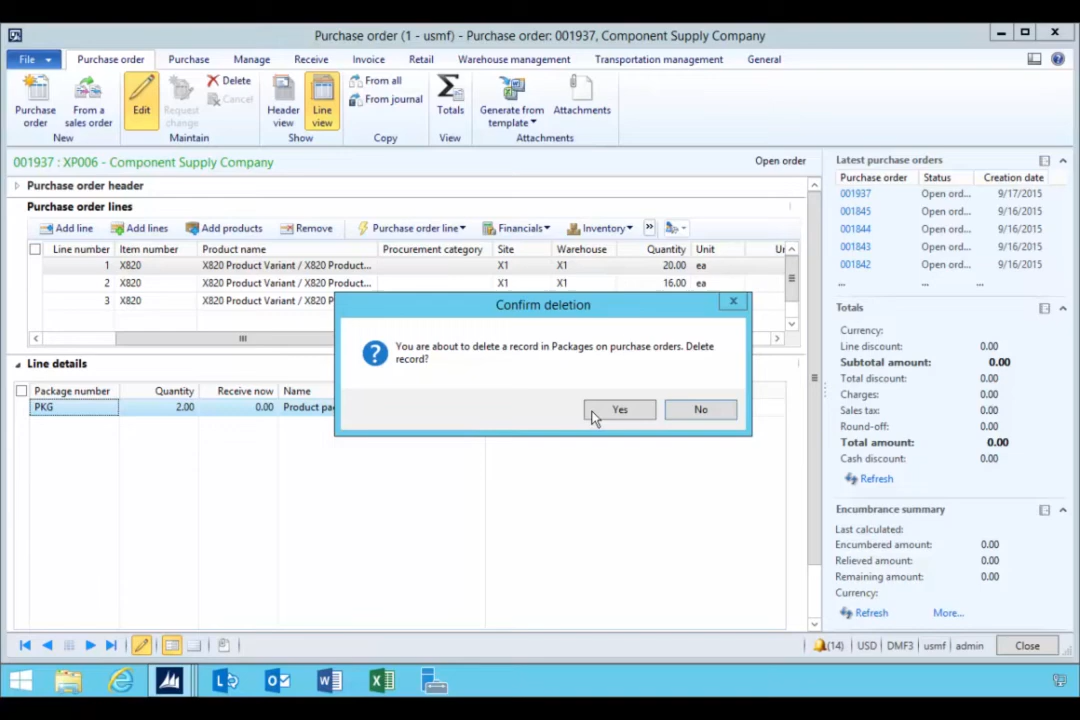 Purchase order (1 - usmf) - Purchase order: 001937, Component Supply Company
File Purchase order Purchase Manage Receive Invoice Retail Warehouse management Transportation management General
Purchase order
From a sales order
New
Edit
Request change
Delete
Cancel
Maintain
Header view
Line view
Show
From all
From journal
Copy
Totals
View
Generate from template
Attachments
Attachments
001937 : XP006 - Component Supply Company
Open order
Purchase order header
Purchase order lines
Add line Add lines Add products Remove Purchase order line Financials Inventory
Line number Item number Product name Procurement category Site Warehouse Quantity Unit
1 X820 X820 Product Variant / X820 Product... X1 X1 20.00 ea
2 X820 X820 Product Variant / X820 Product... X1 X1 16.00 ea
3 X820 X820 Product Variant / X820 P
Line details
Package number Quantity Receive now Name
PKG 2.00 0.00 Product pa
Confirm deletion
You are about to delete a record in Packages on purchase orders. Delete
record?
Yes No
Latest purchase orders
Purchase order Status Creation date
001937 Open ord... 9/17/2015
001845 Open ord... 9/16/2015
001844 Open ord... 9/16/2015
001843 Open ord... 9/16/2015
001842 Open ord... 9/16/2015
... ... ...
Totals
Currency:
Line discount: 0.00
Subtotal amount: 0.00
Total discount: 0.00
Charges: 0.00
Sales tax: 0.00
Round-off: 0.00
Total amount: 0.00
Cash discount: 0.00
Refresh
Encumbrance summary
Last calculated:
Encumbered amount: 0.00
Relieved amount: 0.00
Remaining amount: 0.00
Currency:
Refresh More...
(14) USD DMF3 usmf admin Close